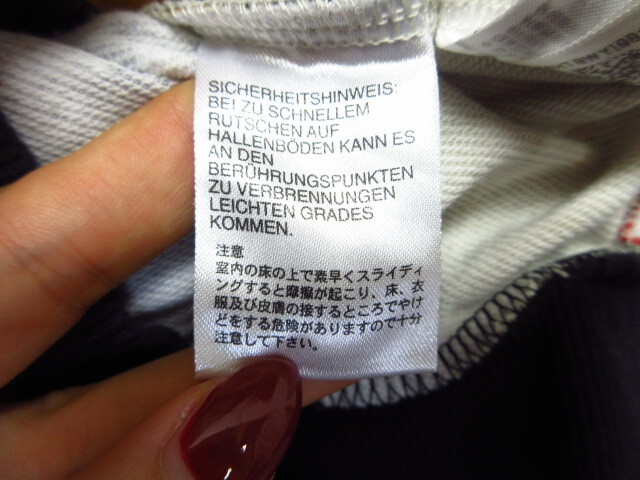 SICHERHEITSHINWEIS:
BEI ZU SCHNELLEM
RUTSCHEN AUF
HALLENBÖDEN KANN ES
AN DEN
BERÜHRUNGSPUNKTEN
ZU VERBRENNUNGEN
LEICHTEN GRADES
KOMMEN.
注意
室内の床の上で素早くスライディ
ングすると摩擦が起こり、床、衣
服及び皮膚の接するところでやけ
どをする危険がありますので十分
注意して下さい。